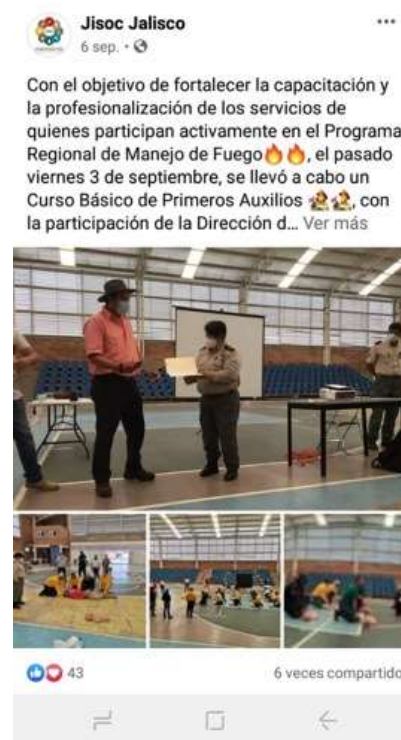 Jisoc Jalisco
6 sep.
Con el objetivo de fortalecer la capacitación y
la profesionalización de los servicios de
quienes participan activamente en el Programa
Regional de Manejo de Fuego🔥🔥, el pasado
viernes 3 de septiembre, se llevó a cabo un
Curso Básico de Primeros Auxilios 👩‍🚒👩‍🚒, con
la participación de la Dirección d... Ver más
43
6 veces compartido